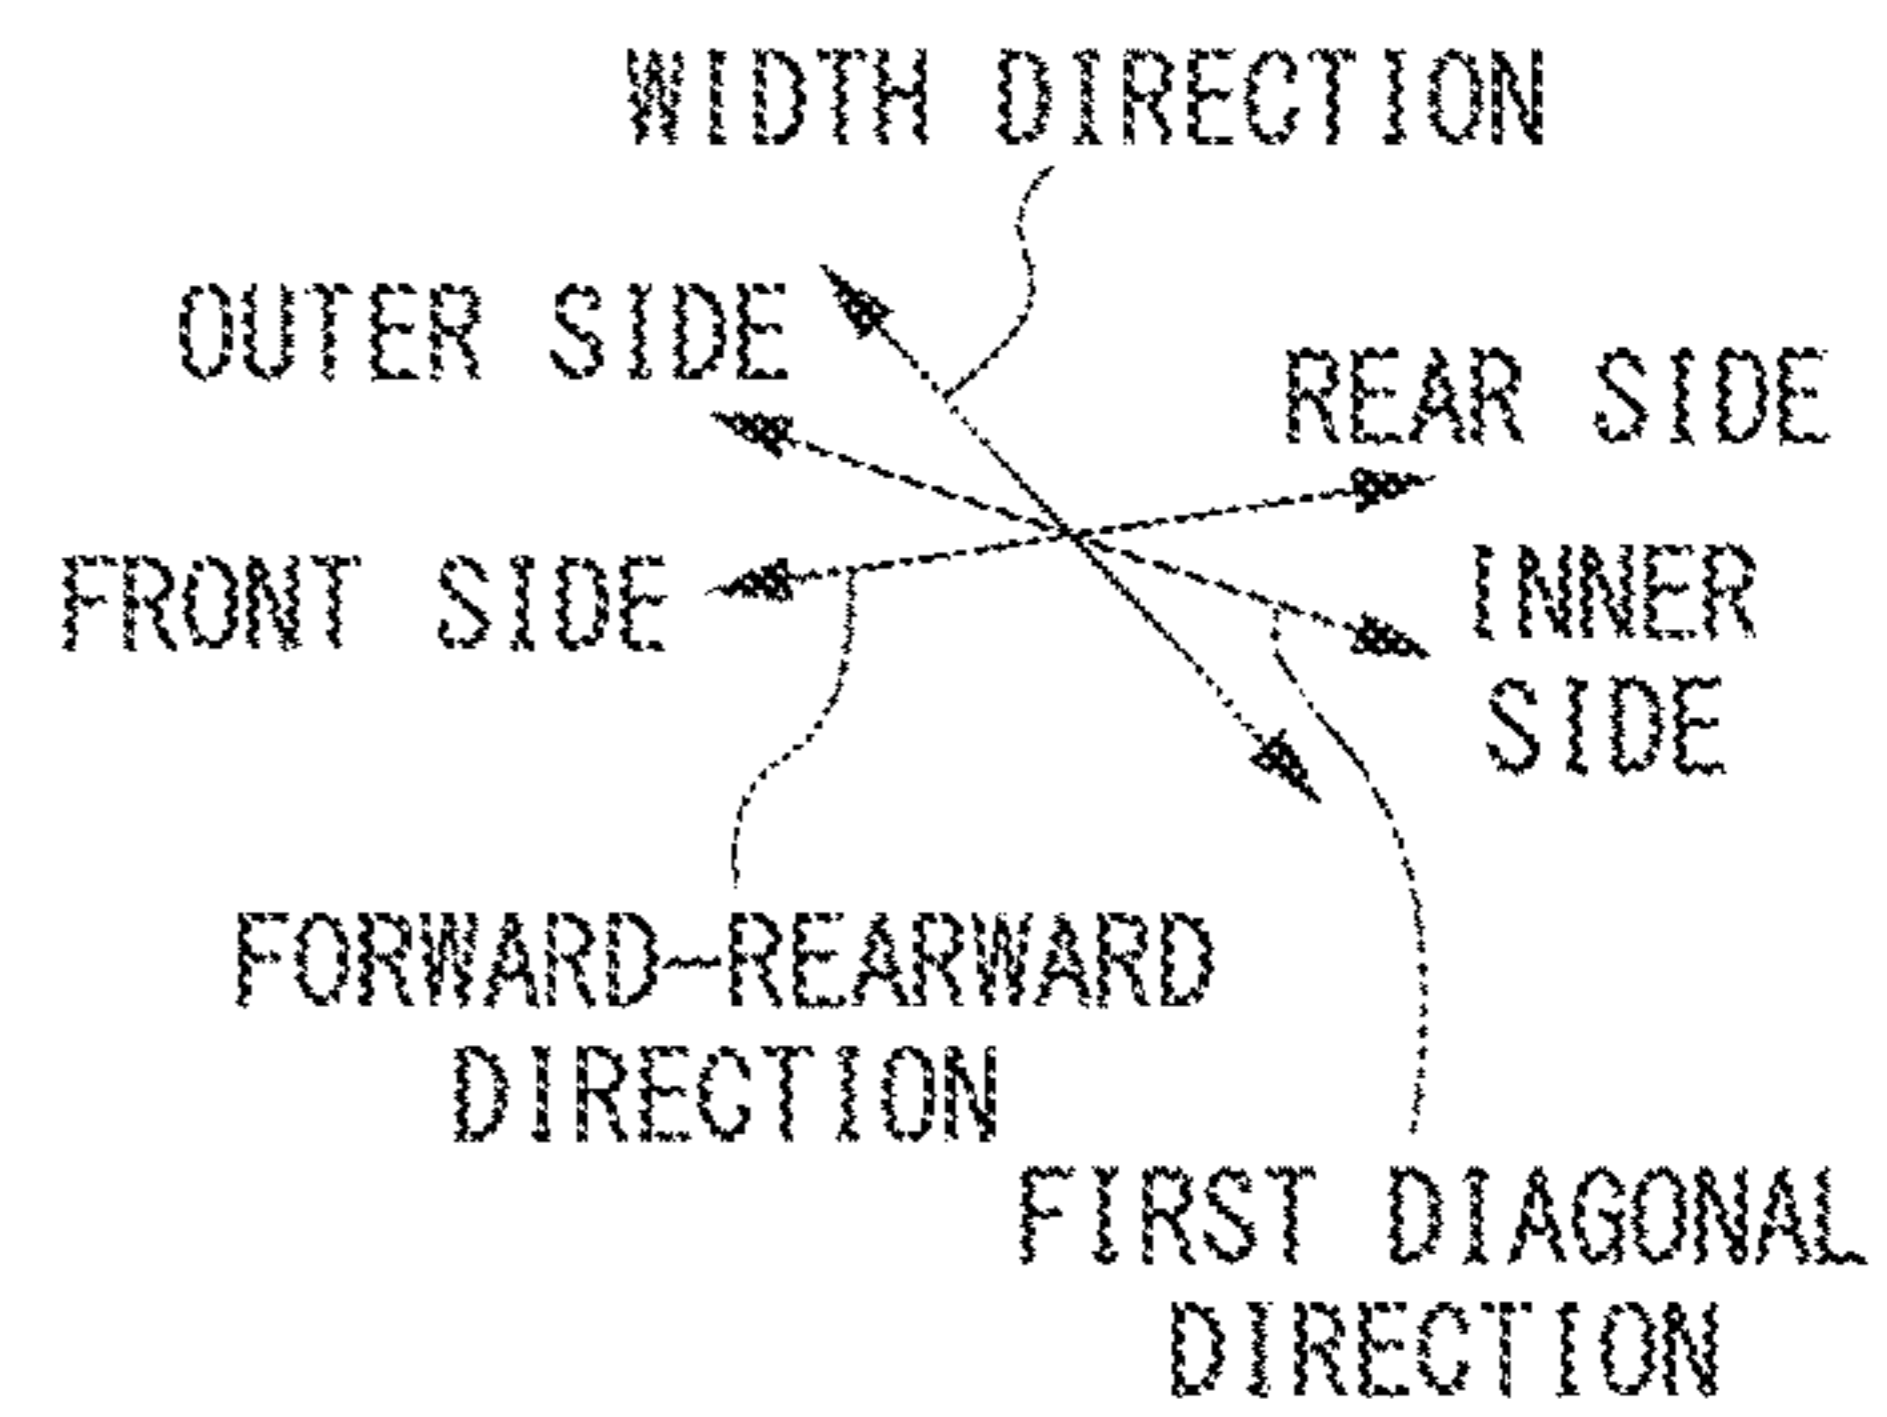 WIDTH DIRECTION
OUTER SIDE
REAR SIDE
FRONT SIDE
INNER
SIDE
FORWARD-REARWARD
DIRECTION
FIRST DIAGONAL
DIRECTION